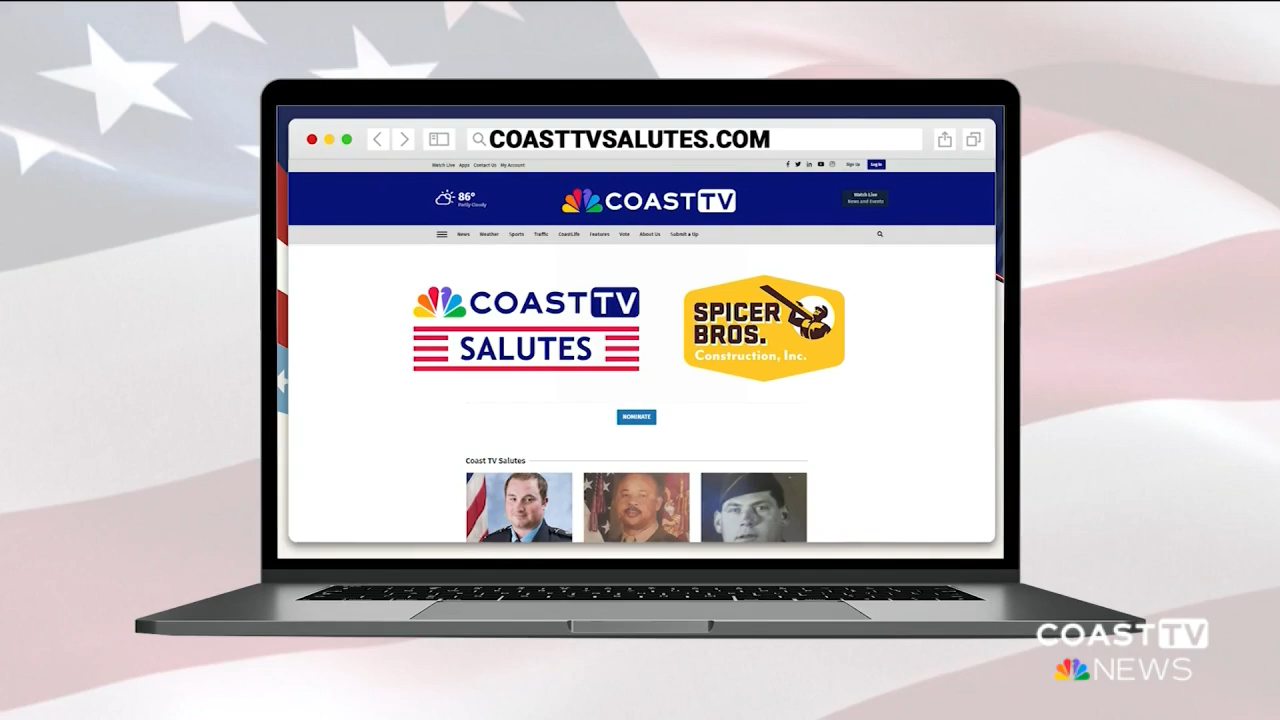 COASTTVSALUTES.COM
Watch Live Apps Contact Us My Account
Sign Up Log In
86°
Partly Cloudy
COAST TV
Watch Live
News and Events
News Weather Sports Traffic CoastLife Features Vote About Us Submit a tip
COAST TV
SALUTES
SPICER
BROS.
Construction, Inc.
NOMINATE
Coast TV Salutes
COAST TV
NEWS